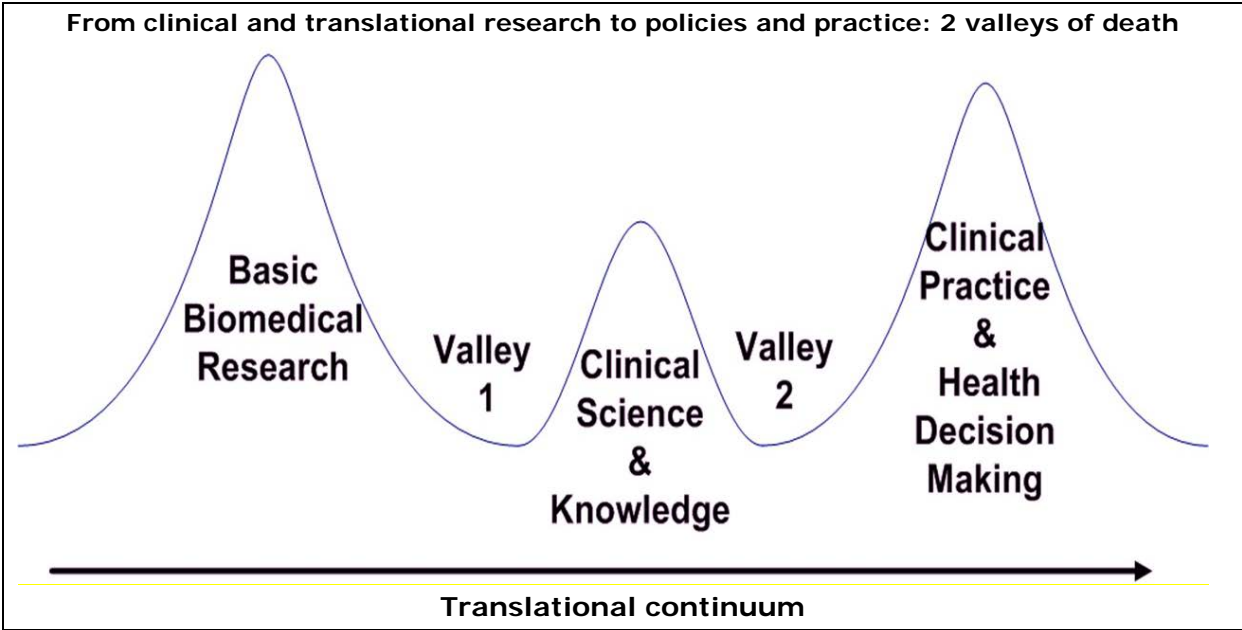 From clinical and translational research to policies and practice: 2 valleys of death
Basic
Biomedical
Research
Valley
1
Clinical
Science
&
Knowledge
Valley
2
Clinical
Practice
&
Health
Decision
Making
Translational continuum